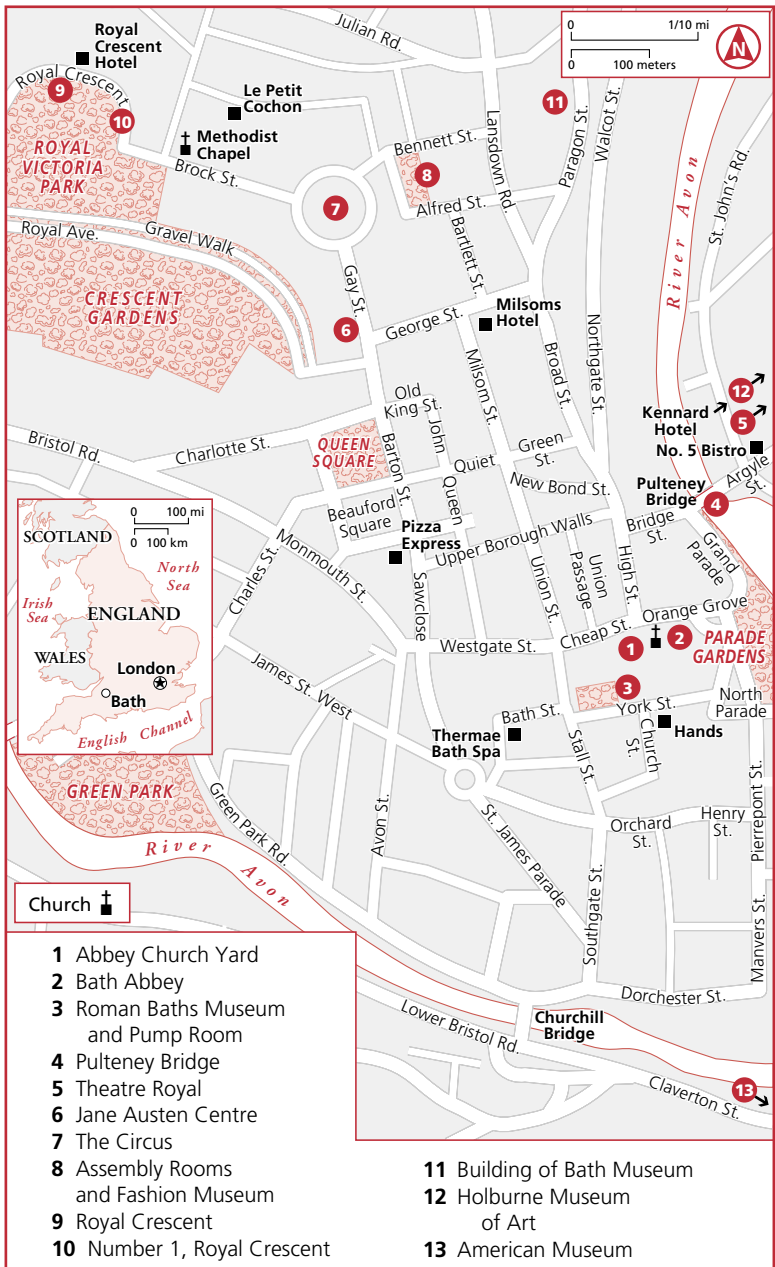 Royal
Crescent
Hotel
Julian Rd.
0 1/10 mi
0 100 meters
N
Royal Crescent
9
10
Le Petit
Cochon
Methodist
Chapel
Brock St.
ROYAL
VICTORIA
PARK
11
Bennett St.
Lansdown Rd.
Paragon St.
Walcot St.
River Avon
St. John's Rd.
8
7
Alfred St.
Bartlett St.
Royal Ave.
Gravel Walk
Gay St.
CRESCENT
GARDENS
6
George St.
Milsoms
Hotel
Milsom St.
Broad St.
Northgate St.
12
Kennard
Hotel
5
No. 5 Bistro
Argyle
St.
Pulteney
Bridge
4
Old
King St.
John
Queen
Bristol Rd.
Charlotte St.
QUEEN
SQUARE
Barton St.
Quiet
Green
St.
New Bond St.
Beauford
Square
Pizza
Express
Upper Borough Walls
Bridge
St.
Grand
Parade
Monmouth St.
Charles St.
Sawclose
Union St.
Union
Passage
High St.
Orange Grove
Westgate St.
Cheap St.
1
2
PARADE
GARDENS
0 100 mi
0 100 km
SCOTLAND
North
Sea
Irish
Sea
ENGLAND
WALES
London
Bath
English Channel
James St. West
3
North
Parade
York St.
Bath St.
Thermae
Bath Spa
Church
St.
Hands
Stall St.
GREEN PARK
Green Park Rd.
Avon St.
St. James Parade
Orchard
St.
Henry
St.
Pierrepont St.
River
Avon
Southgate St.
Manvers St.
Church
Dorchester St.
Churchill
Bridge
Lower Bristol Rd.
Claverton St.
13
1 Abbey Church Yard
2 Bath Abbey
3 Roman Baths Museum
and Pump Room
4 Pulteney Bridge
5 Theatre Royal
6 Jane Austen Centre
7 The Circus
8 Assembly Rooms
and Fashion Museum
9 Royal Crescent
10 Number 1, Royal Crescent
11 Building of Bath Museum
12 Holburne Museum
of Art
13 American Museum